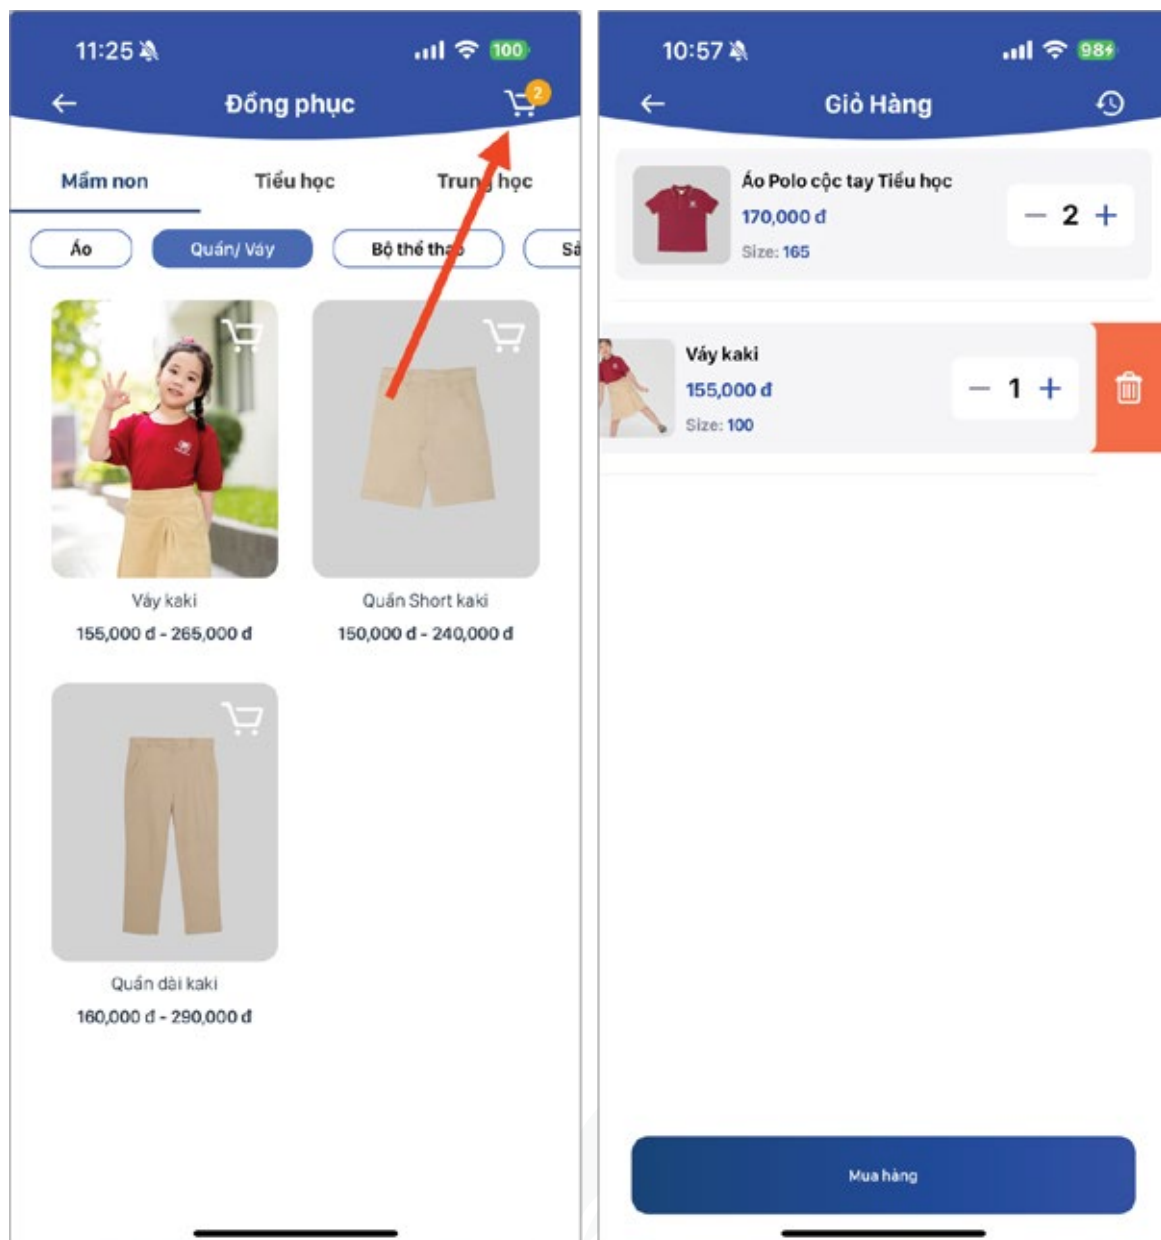 11:25
100
Đồng phục
2
Mầm non
Tiểu học
Trung học
Áo
Quần/ Váy
Bộ thể thao
Váy kaki
155,000 đ - 265,000 đ
Quần Short kaki
150,000 đ - 240,000 đ
Quần dài kaki
160,000 đ - 290,000 đ
10:57
98
Giỏ Hàng
Áo Polo cộc tay Tiểu học
170,000 đ
Size: 165
− 2 +
Váy kaki
155,000 đ
Size: 100
− 1 +
Mua hàng